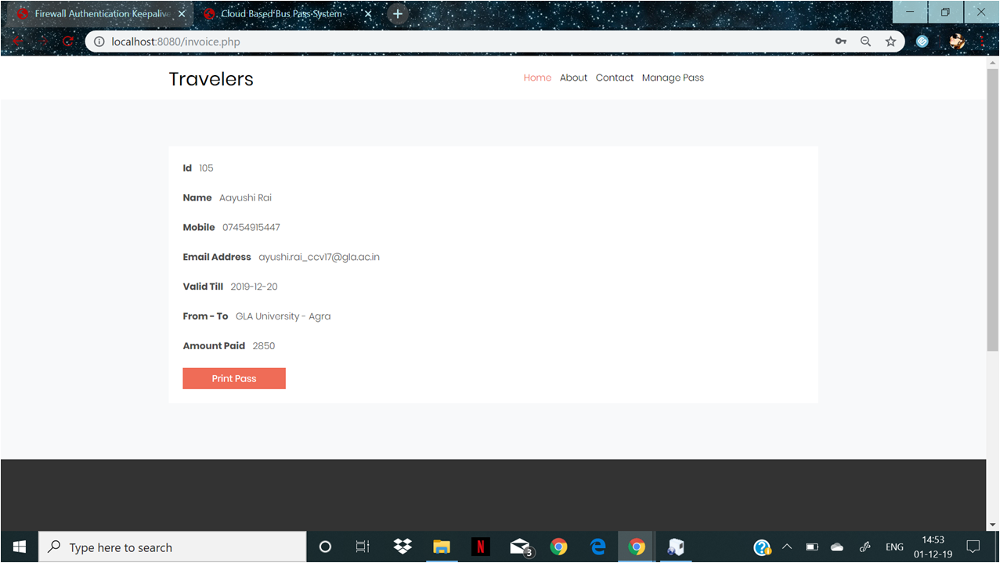 Firewall Authentication Keepaliv
Cloud Based Bus Pass System
localhost:8080/invoice.php
Travelers
Home About Contact Manage Pass
Id 105
Name Aayushi Rai
Mobile 07454915447
Email Address ayushi.rai_ccv17@gla.ac.in
Valid Till 2019-12-20
From - To GLA University - Agra
Amount Paid 2850
Print Pass
Type here to search
N
3
ENG
14:53
01-12-19